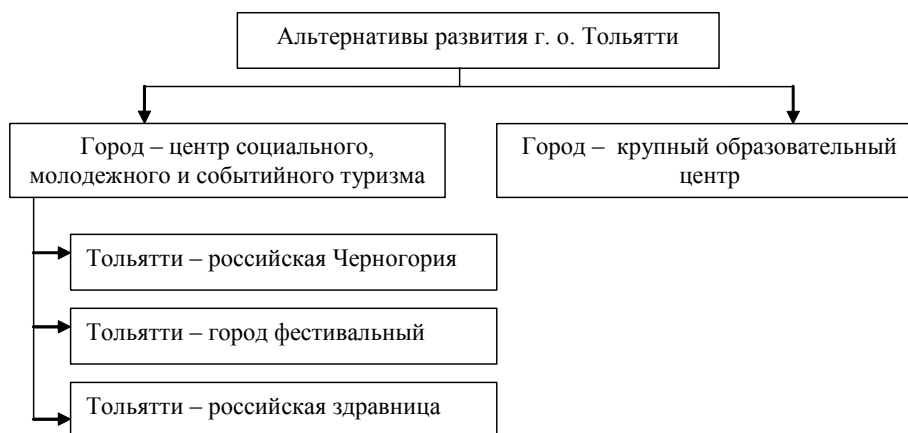 Альтернативы развития г. о. Тольятти
Город – центр социального,
молодежного и событийного туризма
Город – крупный образовательный
центр
Тольятти – российская Черногория
Тольятти – город фестивальный
Тольятти – российская здравница